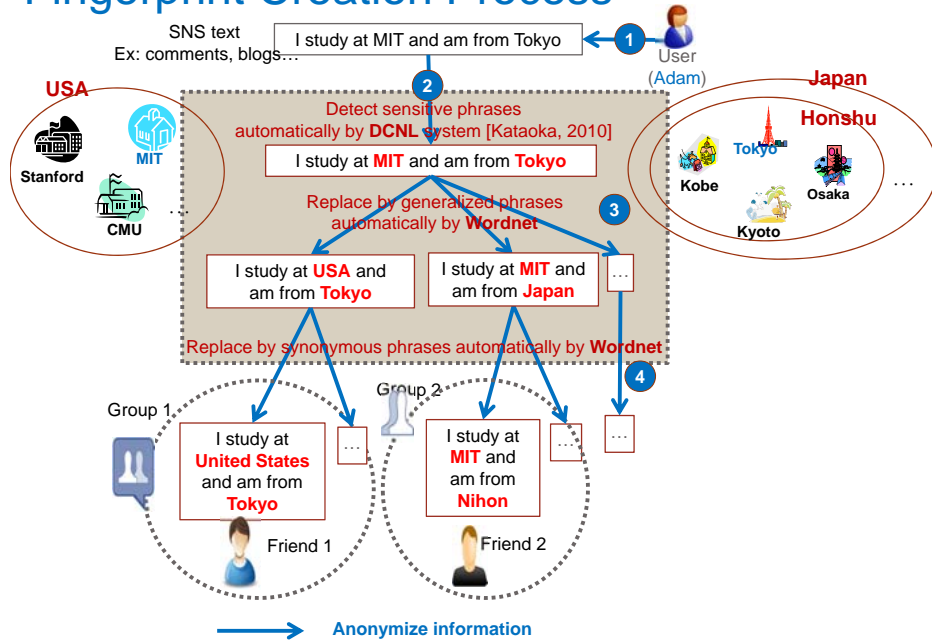 Fingerprint Creation Process
SNS text
Ex: comments, blogs…
I study at MIT and am from Tokyo
1
User
(Adam)
2
USA
Stanford
MIT
CMU
…
Detect sensitive phrases
automatically by DCNL system [Kataoka, 2010]
I study at MIT and am from Tokyo
Japan
Honshu
Kobe
Tokyo
Osaka
Kyoto
…
Replace by generalized phrases
automatically by Wordnet
3
I study at USA and
am from Tokyo
I study at MIT and
am from Japan
…
Replace by synonymous phrases automatically by Wordnet
4
Group 1
I study at
United States
and am from
Tokyo
…
Friend 1
Group 2
I study at
MIT and
am from
Nihon
…
Friend 2
…
Anonymize information